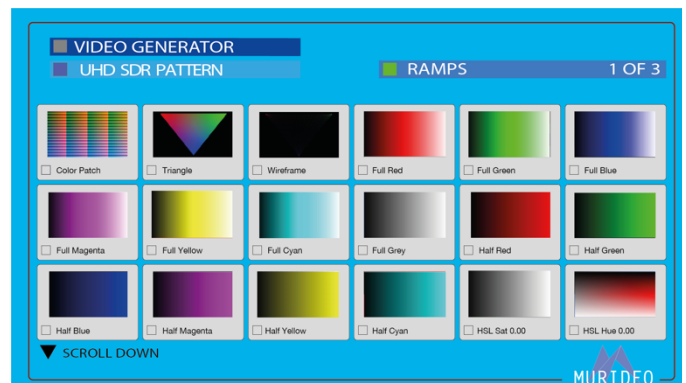 VIDEO GENERATOR
UHD SDR PATTERN
RAMPS 1 OF 3
Color Patch Triangle Wireframe Full Red Full Green Full Blue
Full Magenta Full Yellow Full Cyan Full Grey Half Red Half Green
Half Blue Half Magenta Half Yellow Half Cyan HSL Sat 0.00 HSL Hue 0.00
SCROLL DOWN
MURIDEO